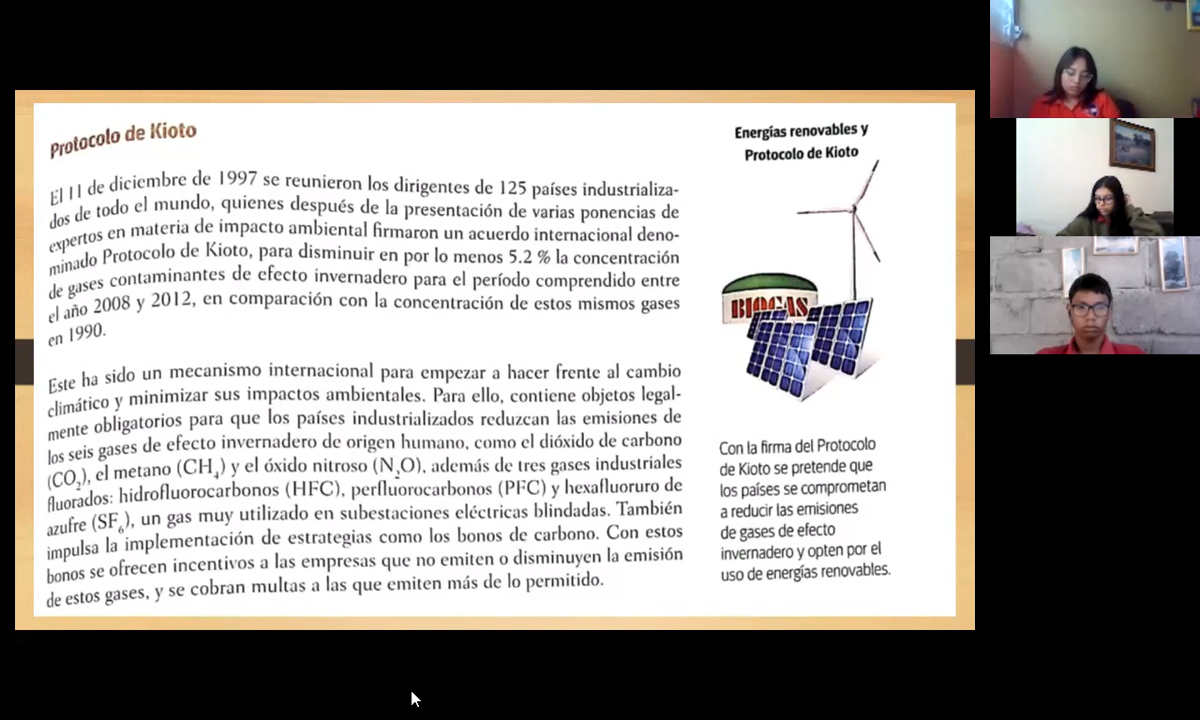 Protocolo de Kioto
El 11 de diciembre de 1997 se reunieron los dirigentes de 125 países industrializa-
dos de todo el mundo, quienes después de la presentación de varias ponencias de
expertos en materia de impacto ambiental firmaron un acuerdo internacional deno-
minado Protocolo de Kioto, para disminuir en por lo menos 5.2 % la concentración
de gases contaminantes de efecto invernadero para el período comprendido entre
el año 2008 y 2012, en comparación con la concentración de estos mismos gases
en 1990.
Este ha sido un mecanismo internacional para empezar a hacer frente al cambio
climático y minimizar sus impactos ambientales. Para ello, contiene objetos legal-
mente obligatorios para que los países industrializados reduzcan las emisiones de
los seis gases de efecto invernadero de origen humano, como el dióxido de carbono
(CO₂), el metano (CH₄) y el óxido nitroso (N₂O), además de tres gases industriales
fluorados: hidrofluorocarbonos (HFC), perfluorocarbonos (PFC) y hexafluoruro de
azufre (SF₆), un gas muy utilizado en subestaciones eléctricas blindadas. También
impulsa la implementación de estrategias como los bonos de carbono. Con estos
bonos se ofrecen incentivos a las empresas que no emiten o disminuyen la emisión
de estos gases, y se cobran multas a las que emiten más de lo permitido.
Energías renovables y
Protocolo de Kioto
BIOGAS
Con la firma del Protocolo
de Kioto se pretende que
los países se comprometan
a reducir las emisiones
de gases de efecto
invernadero y opten por el
uso de energías renovables.